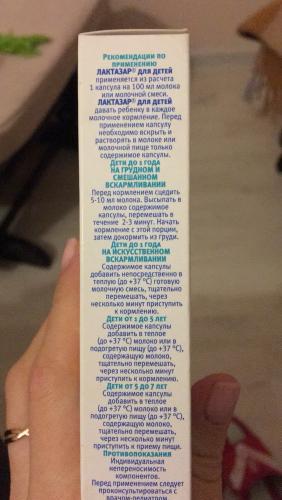 Рекомендации по
применению
ЛАКТАЗАР® для детей
применяется из расчета
1 капсула на 100 мл молока
или молочной смеси.
ЛАКТАЗАР® для детей
давать ребенку в каждое
молочное кормление. Перед
применением капсулу
необходимо вскрыть и
растворять в молоке или
молочной пище только
содержимое капсулы.
Дети до 1 года
на грудном и
смешанном
вскармливании
Перед кормлением сцедить
5-10 мл молока. Высыпать в
молоко содержимое
капсулы, перемешать в
течение 2-3 минут. Начать
кормление с этой порции,
затем докормить из груди.
Дети до 1 года
на искусственном
вскармливании
Содержимое капсулы
добавить непосредственно в
теплую (до +37 °С) готовую
молочную смесь, тщательно
перемешать, через
несколько минут приступить
к кормлению.
Дети от 1 до 5 лет
Содержимое капсулы
добавить в теплое
(до +37 °С) молоко или в
подогретую пищу (до +37 °С),
содержащую молоко,
тщательно перемешать,
через несколько минут
приступить к кормлению.
Дети от 5 до 7 лет
Содержимое капсулы
добавить в теплое
(до +37 °С) молоко или в
подогретую пищу (до +37 °С),
содержащую молоко,
тщательно перемешать,
через несколько минут
приступить к приему пищи.
Противопоказания
Индивидуальная
непереносимость
компонентов.
Перед применением следует
проконсультироваться с
врачом-педиатром.